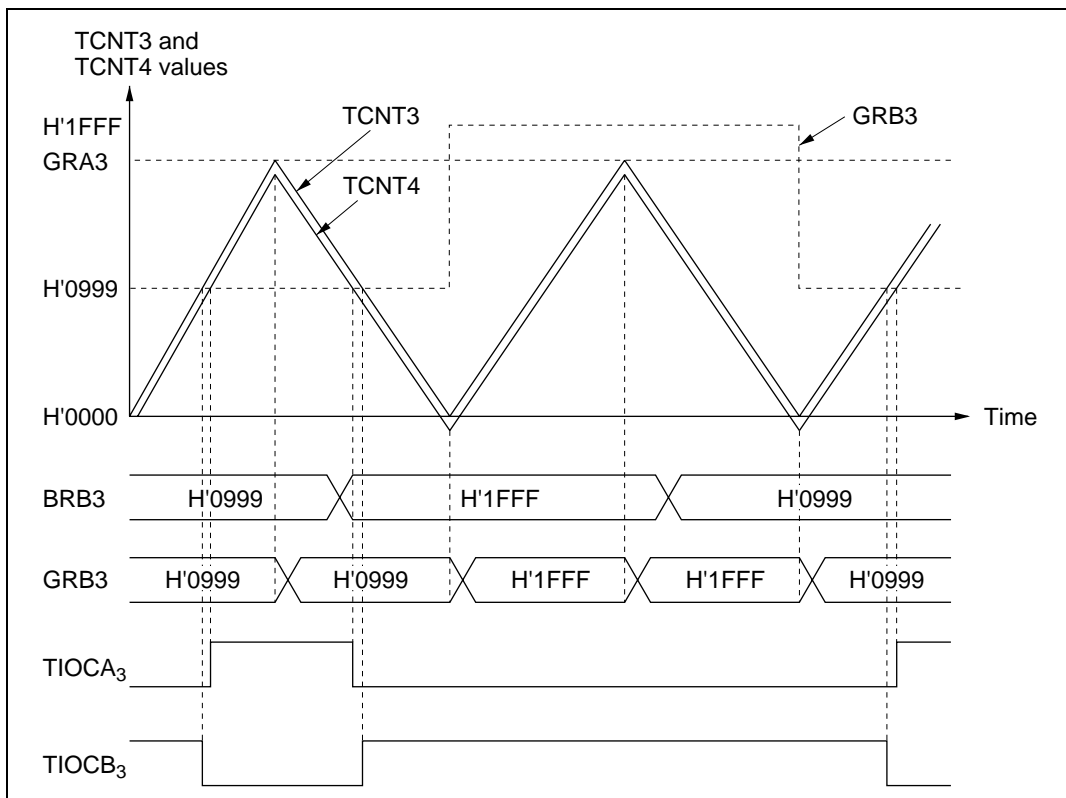 TCNT3 and
TCNT4 values
H'1FFF
GRA3
H'0999
H'0000
TCNT3
TCNT4
GRB3
Time
BRB3 H'0999 H'1FFF H'0999
GRB3 H'0999 H'0999 H'1FFF H'1FFF H'0999
TIOCA3
TIOCB3